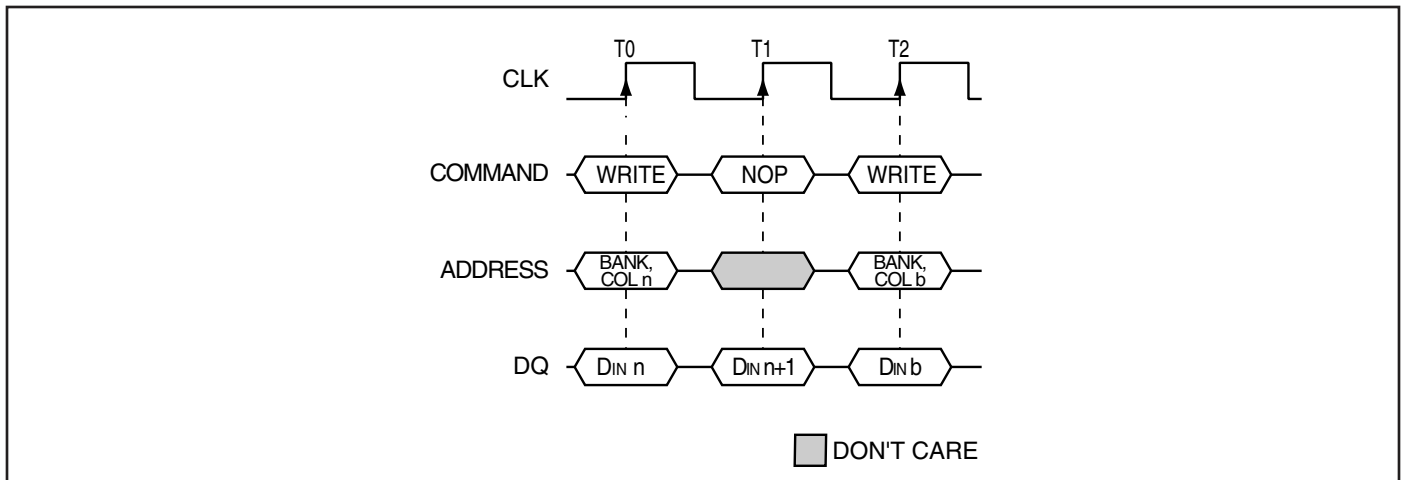 T0 T1 T2
CLK
COMMAND WRITE NOP WRITE
ADDRESS BANK, COL n BANK, COL b
DQ DIN n DIN n+1 DIN b
DON'T CARE